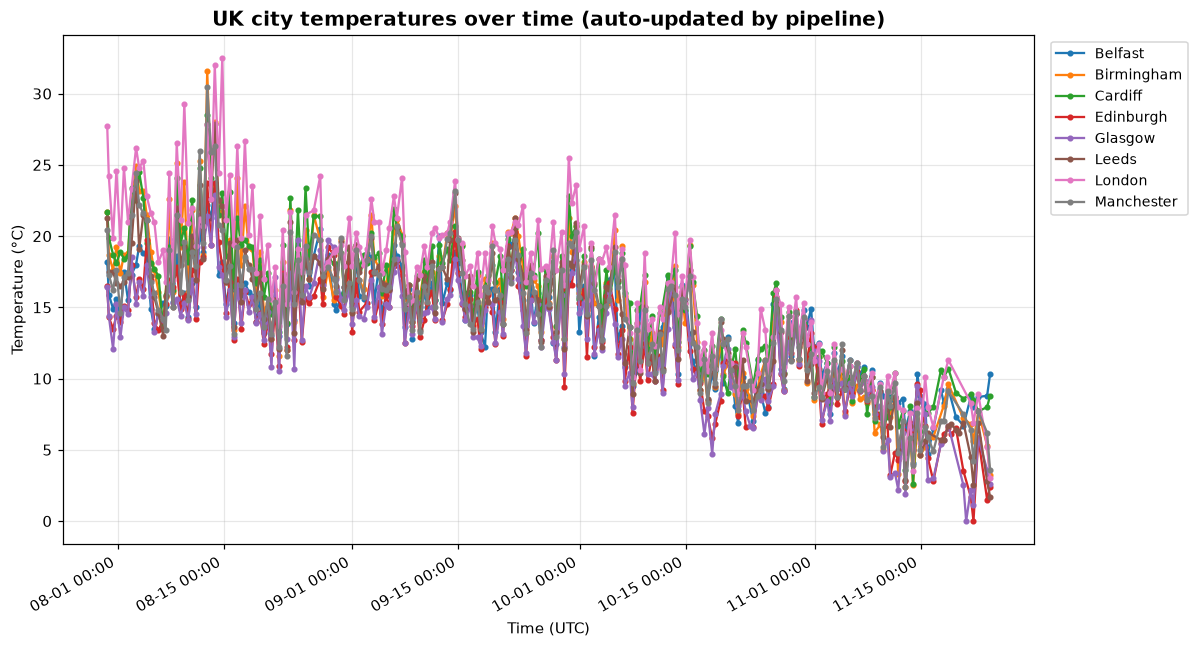 UK city temperatures over time (auto-updated by pipeline)
Temperature (°C)
30
25
20
15
10
5
0
08-01 00:00
08-15 00:00
09-01 00:00
09-15 00:00
10-01 00:00
10-15 00:00
11-01 00:00
11-15 00:00
Time (UTC)
Belfast
Birmingham
Cardiff
Edinburgh
Glasgow
Leeds
London
Manchester